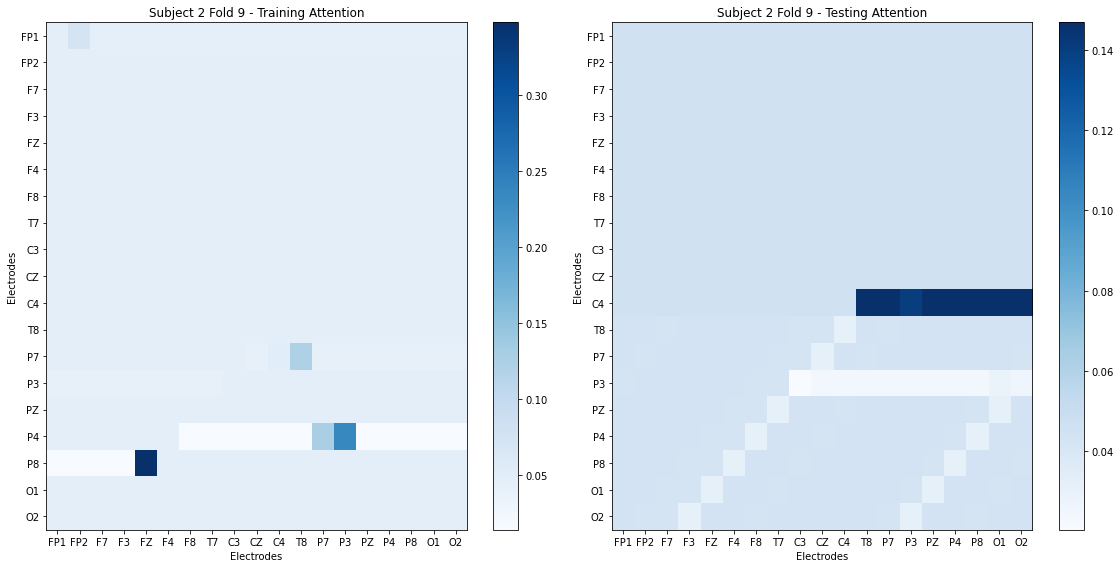 Subject 2 Fold 9 - Training Attention
FP1
FP2
F7
F3
FZ
F4
F8
T7
C3
CZ
C4
T8
P7
P3
PZ
P4
P8
O1
O2
Electrodes
FP1 FP2 F7 F3 FZ F4 F8 T7 C3 CZ C4 T8 P7 P3 PZ P4 P8 O1 O2
Electrodes
0.30
0.25
0.20
0.15
0.10
0.05
Subject 2 Fold 9 - Testing Attention
FP1
FP2
F7
F3
FZ
F4
F8
T7
C3
CZ
C4
T8
P7
P3
PZ
P4
P8
O1
O2
Electrodes
FP1 FP2 F7 F3 FZ F4 F8 T7 C3 CZ C4 T8 P7 P3 PZ P4 P8 O1 O2
Electrodes
0.14
0.12
0.10
0.08
0.06
0.04